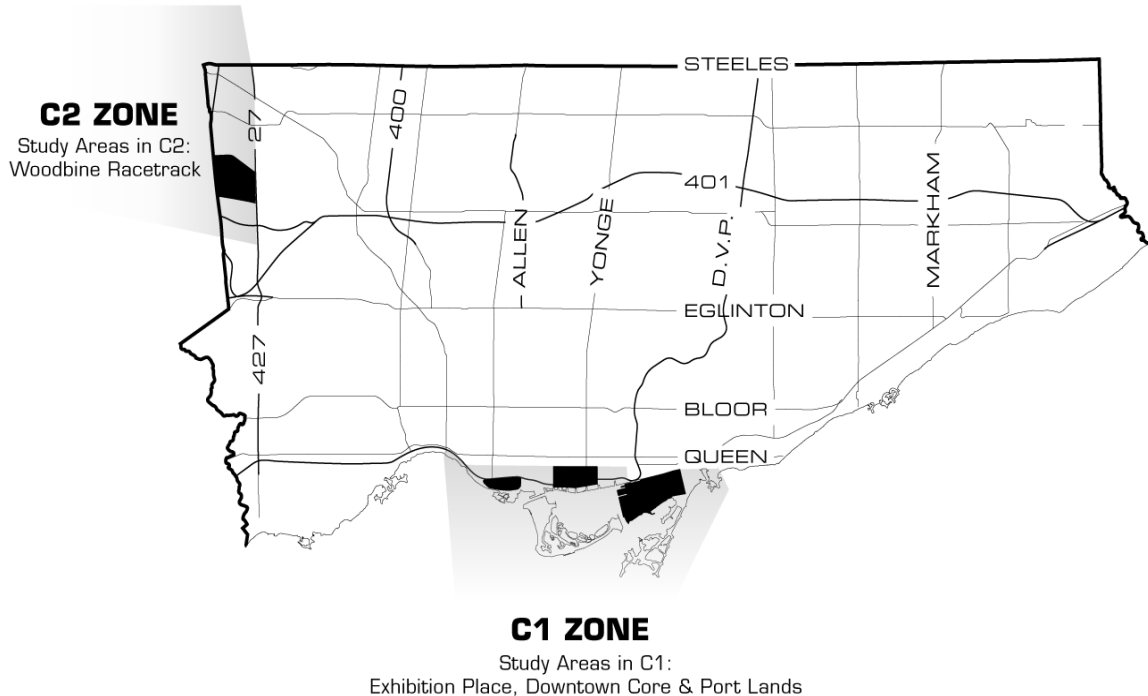 STEELES
C2 ZONE
Study Areas in C2:
Woodbine Racetrack
27
400
401
ALLEN
YONGE
D.V.P.
MARKHAM
EGLINTON
427
BLOOR
QUEEN
C1 ZONE
Study Areas in C1:
Exhibition Place, Downtown Core & Port Lands